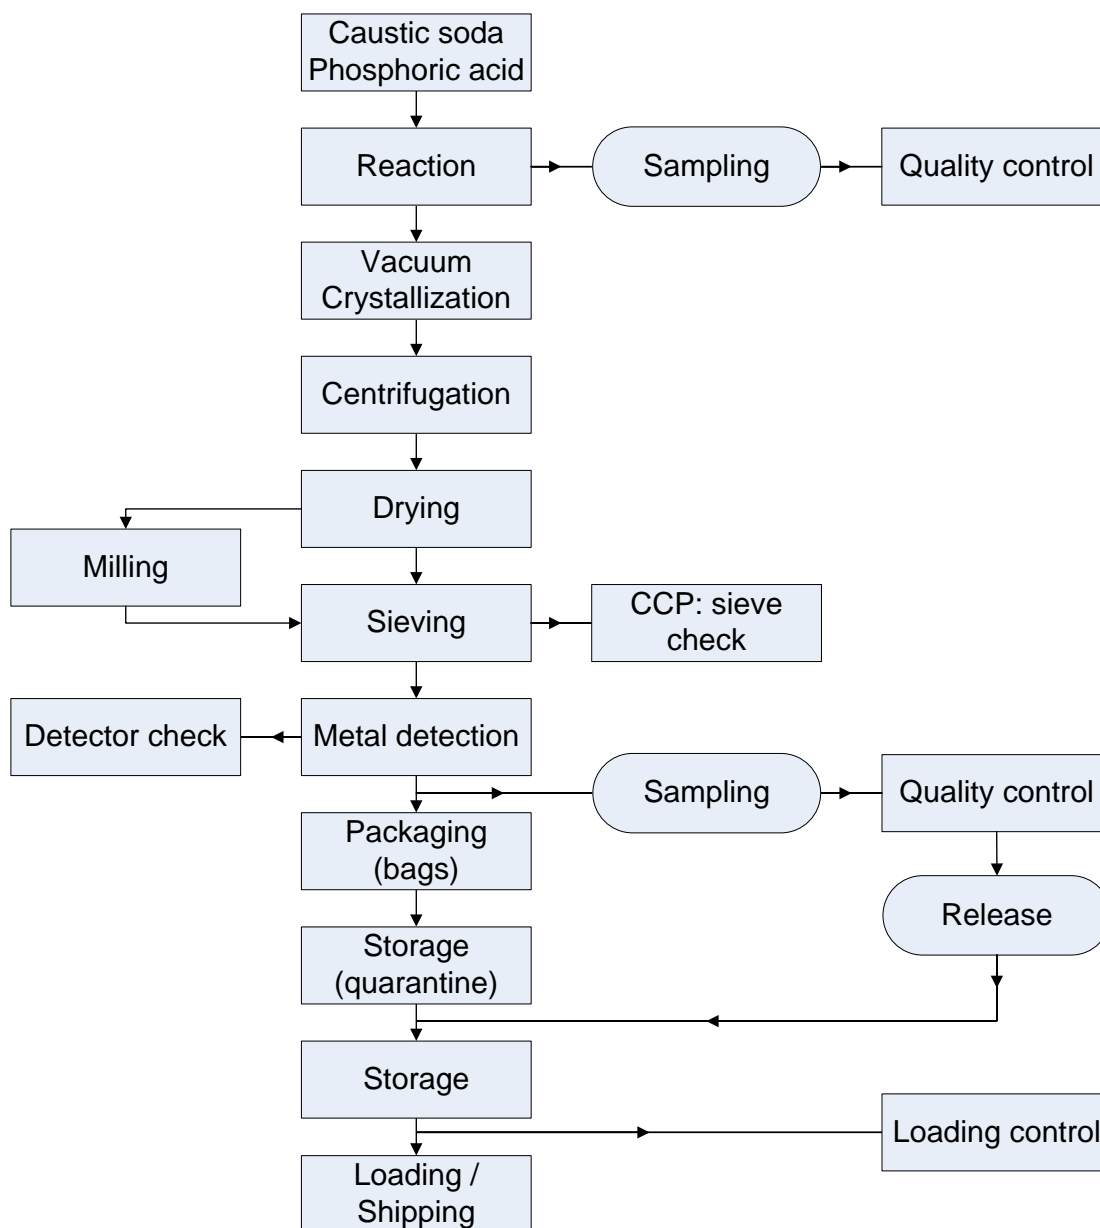 Caustic soda
Phosphoric acid
Reaction
Sampling
Quality control
Vacuum
Crystallization
Centrifugation
Drying
Milling
Sieving
CCP: sieve
check
Detector check
Metal detection
Sampling
Quality control
Packaging
(bags)
Release
Storage
(quarantine)
Storage
Loading control
Loading /
Shipping